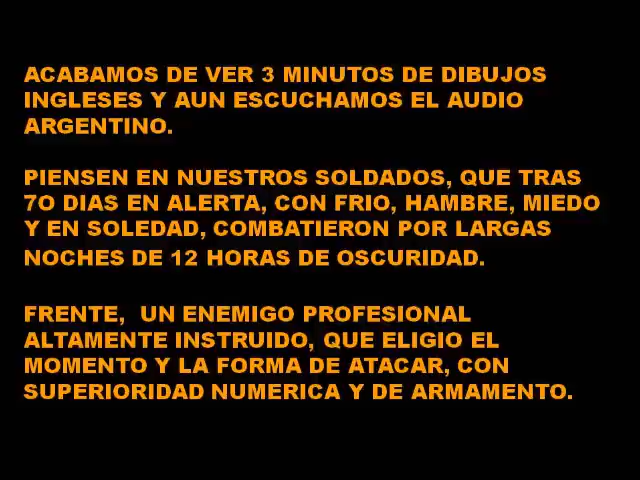 ACABAMOS DE VER 3 MINUTOS DE DIBUJOS
INGLESES Y AUN ESCUCHAMOS EL AUDIO
ARGENTINO.
PIENSEN EN NUESTROS SOLDADOS, QUE TRAS
7O DIAS EN ALERTA, CON FRIO, HAMBRE, MIEDO
Y EN SOLEDAD, COMBATIERON POR LARGAS
NOCHES DE 12 HORAS DE OSCURIDAD.
FRENTE, UN ENEMIGO PROFESIONAL
ALTAMENTE INSTRUIDO, QUE ELIGIO EL
MOMENTO Y LA FORMA DE ATACAR, CON
SUPERIORIDAD NUMERICA Y DE ARMAMENTO.